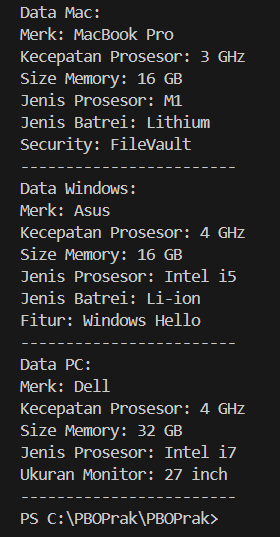 Data Mac:
Merk: MacBook Pro
Kecepatan Prosesor: 3 GHz
Size Memory: 16 GB
Jenis Prosesor: M1
Jenis Batrei: Lithium
Security: FileVault
------------------------
Data Windows:
Merk: Asus
Kecepatan Prosesor: 4 GHz
Size Memory: 16 GB
Jenis Prosesor: Intel i5
Jenis Batrei: Li-ion
Fitur: Windows Hello
------------------------
Data PC:
Merk: Dell
Kecepatan Prosesor: 4 GHz
Size Memory: 32 GB
Jenis Prosesor: Intel i7
Ukuran Monitor: 27 inch
------------------------
PS C:\PBOPrak\PBOPrak>